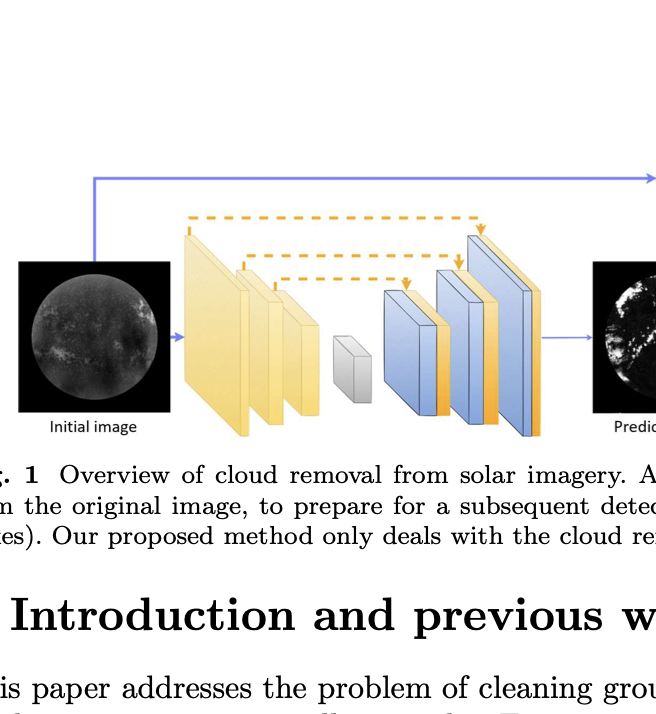 Initial image
Predic
g. 1 Overview of cloud removal from solar imagery. A
m the original image, to prepare for a subsequent detec
kes). Our proposed method only deals with the cloud re
Introduction and previous w
is paper addresses the problem of cleaning grou